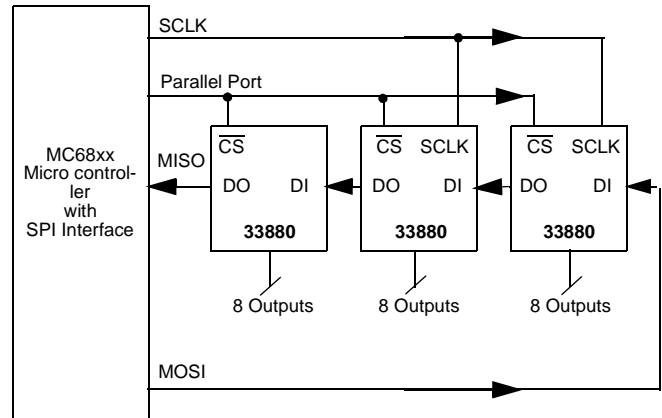 SCLK
Parallel Port
MC68xx
Micro control-
ler
with
SPI Interface
MISO
CS
DO DI
33880
8 Outputs
CS SCLK
DO DI
33880
8 Outputs
CS SCLK
DO DI
33880
8 Outputs
MOSI